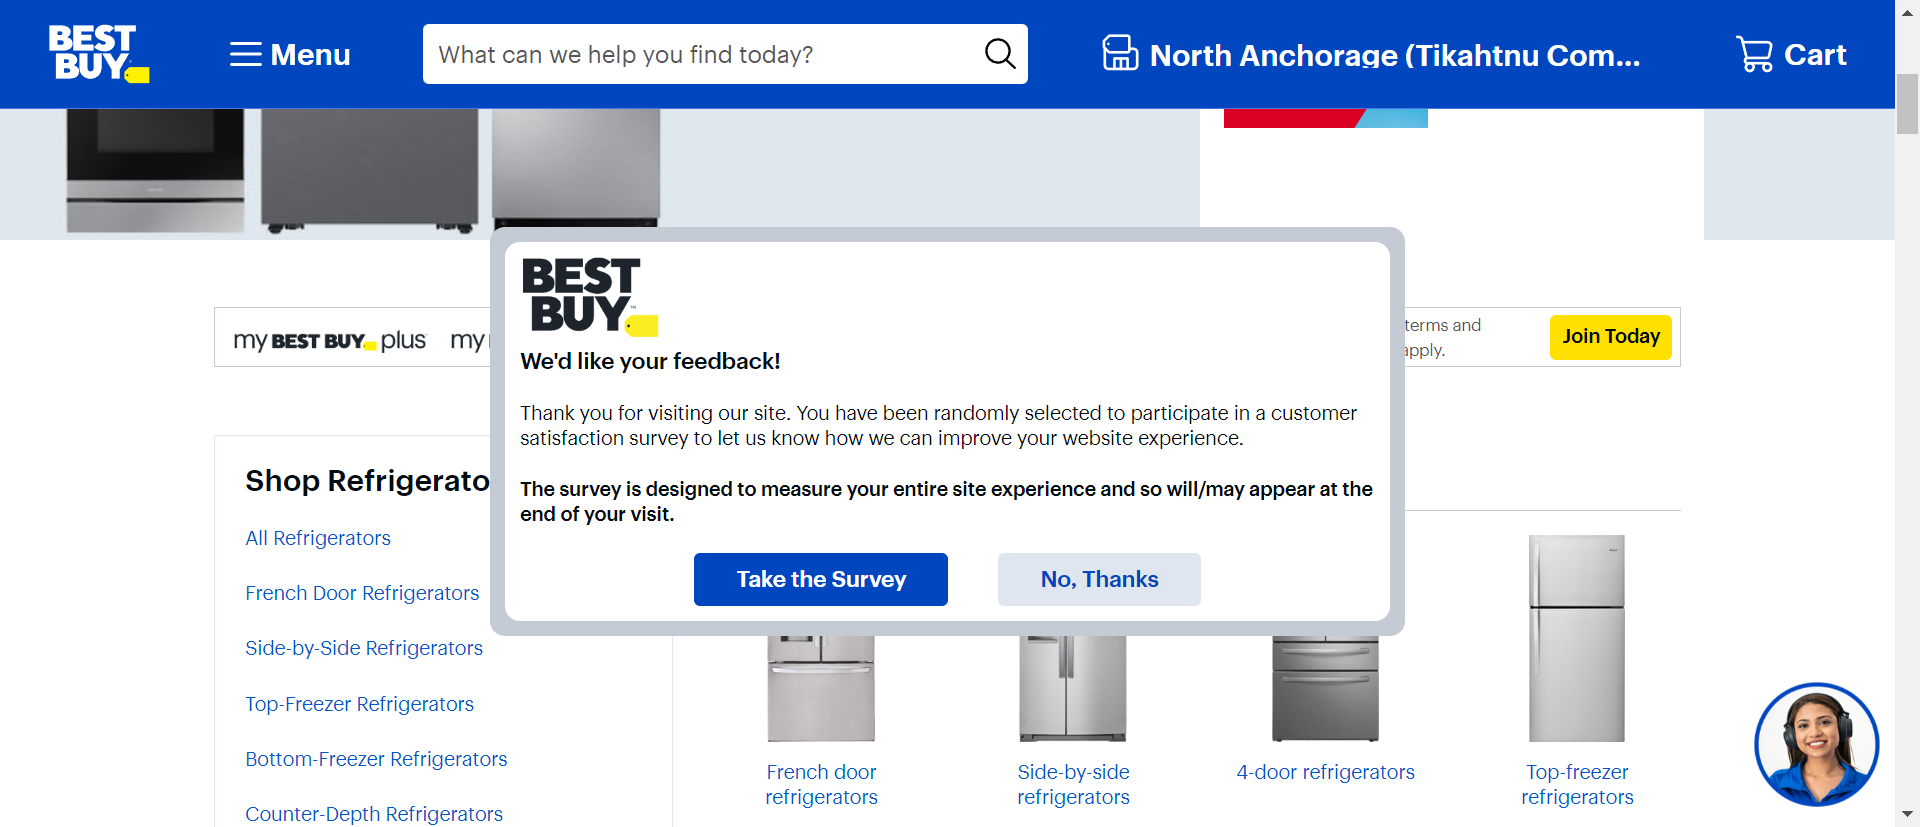 BEST
BUY
Menu
What can we help you find today?
North Anchorage (Tikahtnu Com...
Cart
my BEST BUY plus
my
terms and
apply.
Join Today
BEST
BUY™
We'd like your feedback!
Thank you for visiting our site. You have been randomly selected to participate in a customer
satisfaction survey to let us know how we can improve your website experience.
The survey is designed to measure your entire site experience and so will/may appear at the
end of your visit.
Take the Survey
No, Thanks
Shop Refrigerato
All Refrigerators
French Door Refrigerators
Side-by-Side Refrigerators
Top-Freezer Refrigerators
Bottom-Freezer Refrigerators
Counter-Depth Refrigerators
French door
refrigerators
Side-by-side
refrigerators
4-door refrigerators
Top-freezer
refrigerators